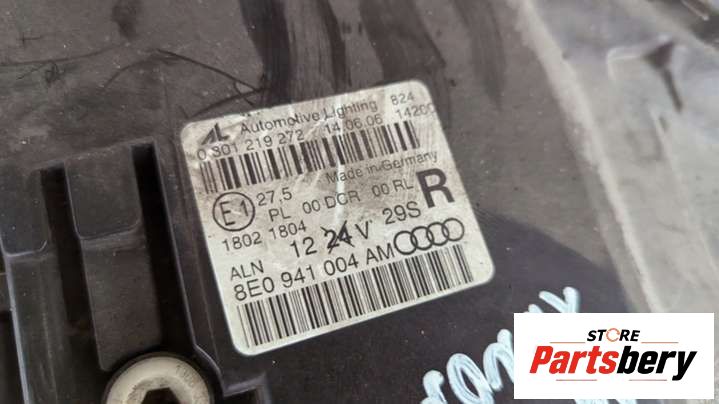 AL Automotive Lighting 824
0 301 219 272 14.06.06
Made in Germany
E1 27,5
PL 00 DCR 00 RL R
1802 1804
12 24 V 29S
ALN
8E0 941 004 AM
STORE
Partsbery